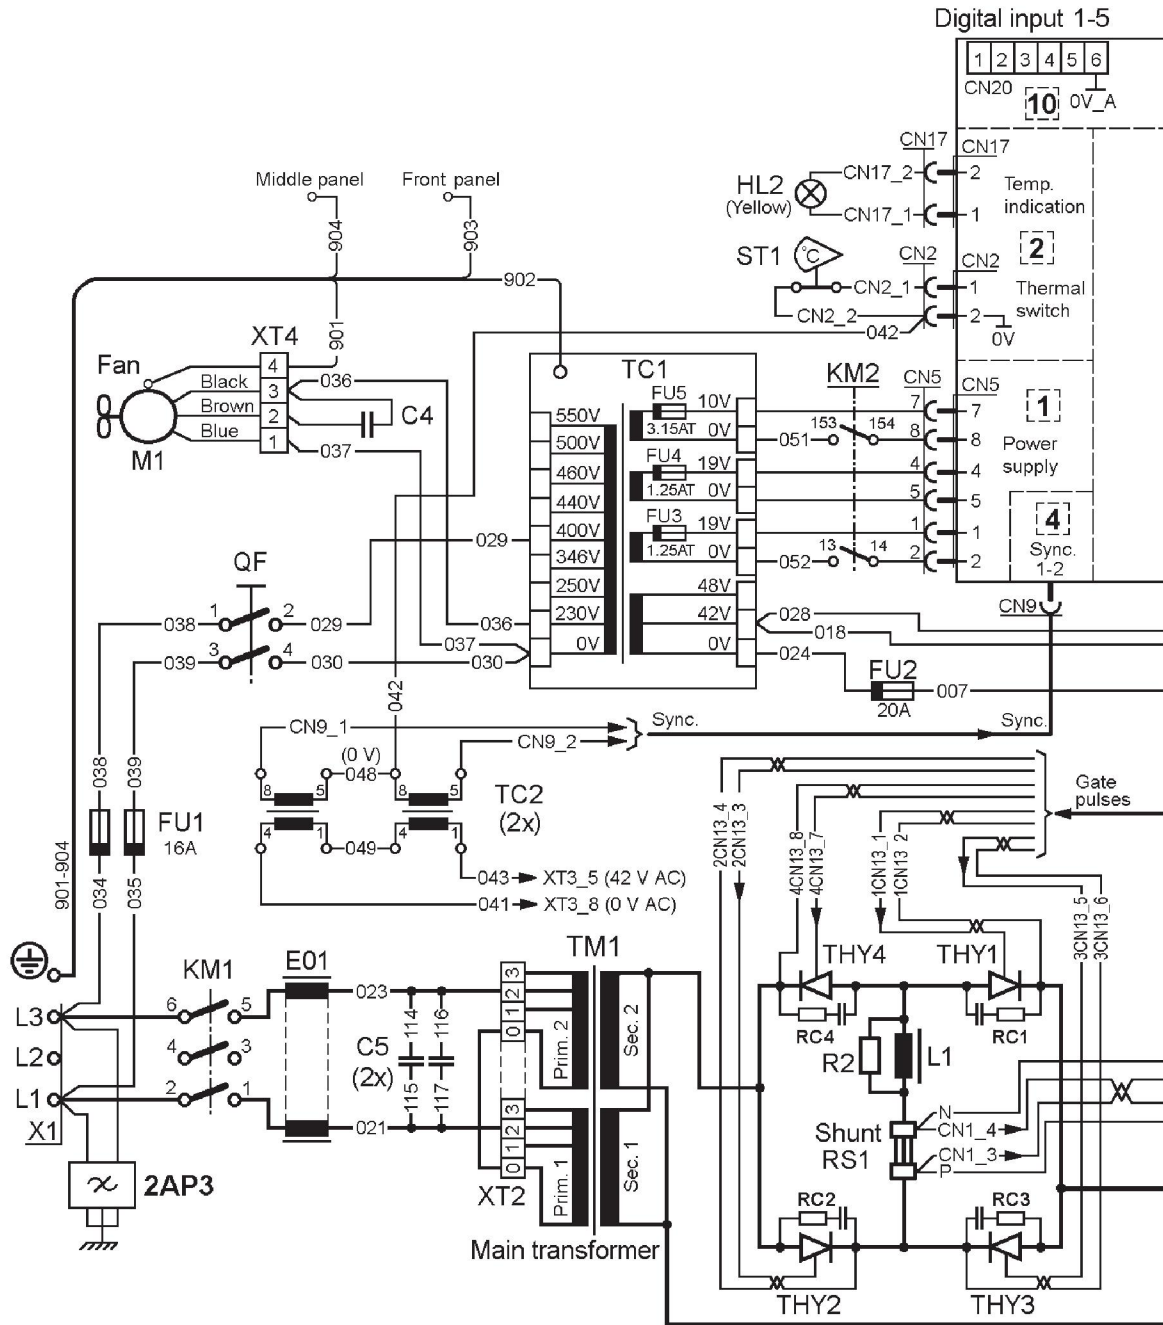 Digital input 1-5
1 2 3 4 5 6
CN20
10
0V_A
CN17
CN17
Middle panel
Front panel
HL2
(Yellow)
CN17_2
2
Temp.
indication
CN17_1
1
904
903
ST1
°C
CN2
CN2
2
902
CN2_1
1
Thermal
switch
CN2_2
2
042
0V
901
XT4
Fan
4
Black
3
036
Brown
2
C4
Blue
1
037
M1
TC1
KM2
CN5
CN5
1
Power
supply
550V
FU5
10V
7
7
500V
3.15AT
0V
051
153
154
8
8
460V
FU4
19V
4
4
440V
1.25AT
0V
5
5
400V
FU3
19V
1
1
4
029
346V
1.25AT
0V
052
13
14
2
2
Sync.
1-2
250V
48V
CN9
QF
230V
42V
028
018
036
0V
0V
024
037
038
1
2
029
039
3
4
030
030
FU2
20A
007
042
CN9_1
CN9_2
Sync.
Sync.
(0 V)
048
8
5
8
5
TC2
(2x)
4
1
4
1
049
043
XT3_5 (42 V AC)
041
XT3_8 (0 V AC)
038
039
FU1
16A
034
035
901-904
2CN13_4
2CN13_3
4CN13_8
4CN13_7
1CN13_1
1CN13_2
3CN13_5
3CN13_6
Gate
pulses
KM1
E01
TM1
THY4
THY1
L3
6
5
023
3
2
1
0
Prim. 2
Sec. 2
RC4
RC1
L2
4
3
C5
(2x)
114
116
115
117
R2
L1
L1
2
1
021
3
2
1
0
Prim. 1
Sec. 1
X1
XT2
Shunt
RS1
N
CN1_4
CN1_3
P
2AP3
RC2
RC3
Main transformer
THY2
THY3